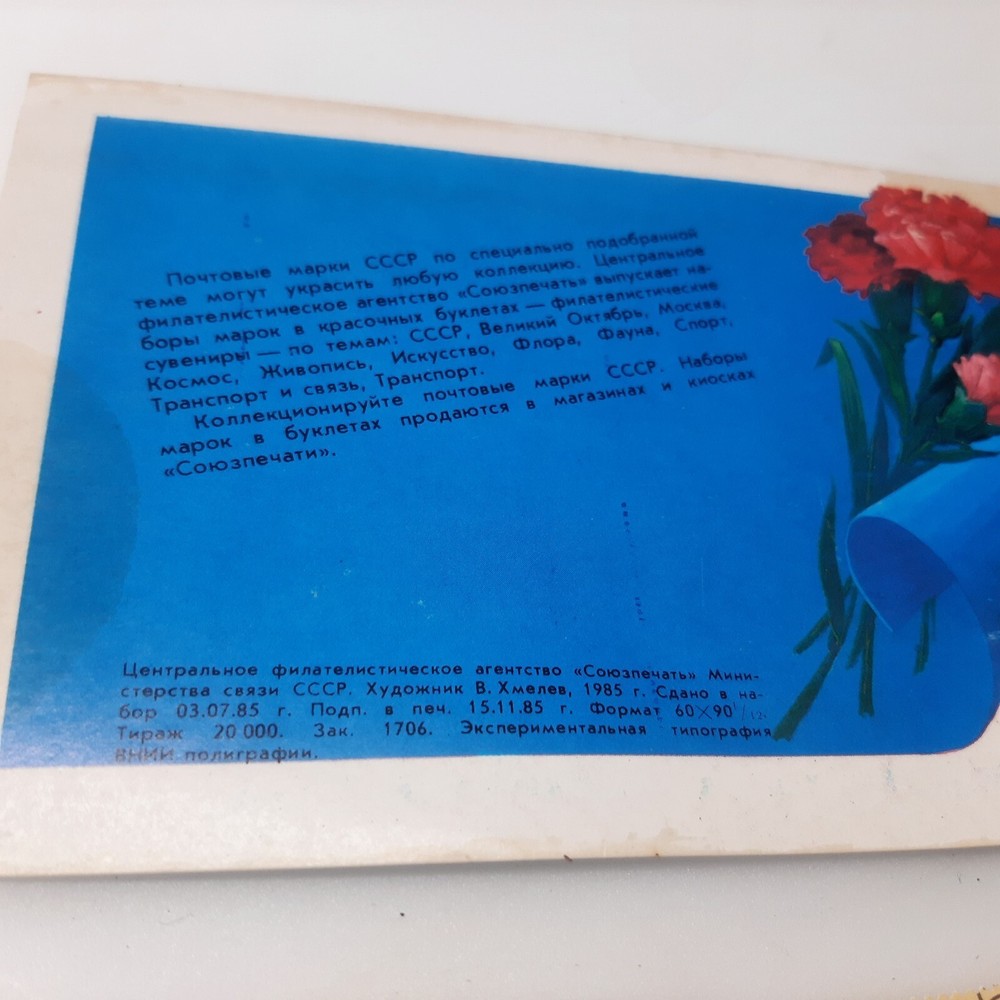 Почтовые марки СССР по специально подобранной
теме могут украсить любую коллекцию. Центральное
филателистическое агентство «Союзпечать» выпускает на-
боры марок в красочных буклетах — филателистические
сувениры — по темам: СССР, Великий Октябрь, Москва,
Космос, Живопись, Искусство, Флора, Фауна, Спорт,
Транспорт и связь, Транспорт.
Коллекционируйте почтовые марки СССР. Наборы
марок в буклетах продаются в магазинах и киосках
«Союзпечати».
Центральное филателистическое агентство «Союзпечать» Мини-
стерства связи СССР. Художник В. Хмелев, 1985 г. Сдано в на-
бор 03.07.85 г. Подп. в печ. 15.11.85 г. Формат 60×90 1/12.
Тираж 20 000. Зак. 1706. Экспериментальная типография
ВНИИ полиграфии.